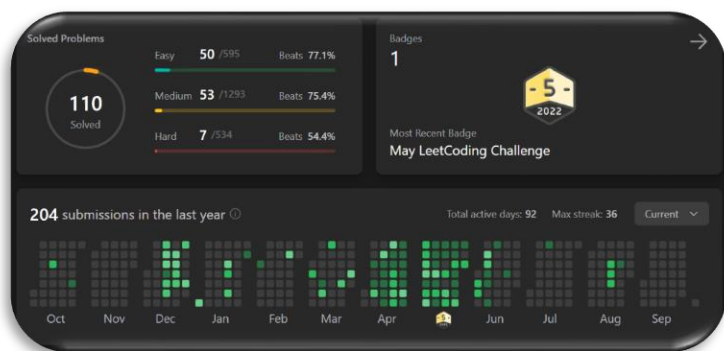 Solved Problems
110
Solved
Easy 50 /595 Beats 77.1%
Medium 53 /1293 Beats 75.4%
Hard 7 /534 Beats 54.4%
Badges
1
- 5 -
2022
Most Recent Badge
May LeetCoding Challenge
204 submissions in the last year
Total active days: 92 Max streak: 36 Current
Oct Nov Dec Jan Feb Mar Apr 5 Jun Jul Aug Sep